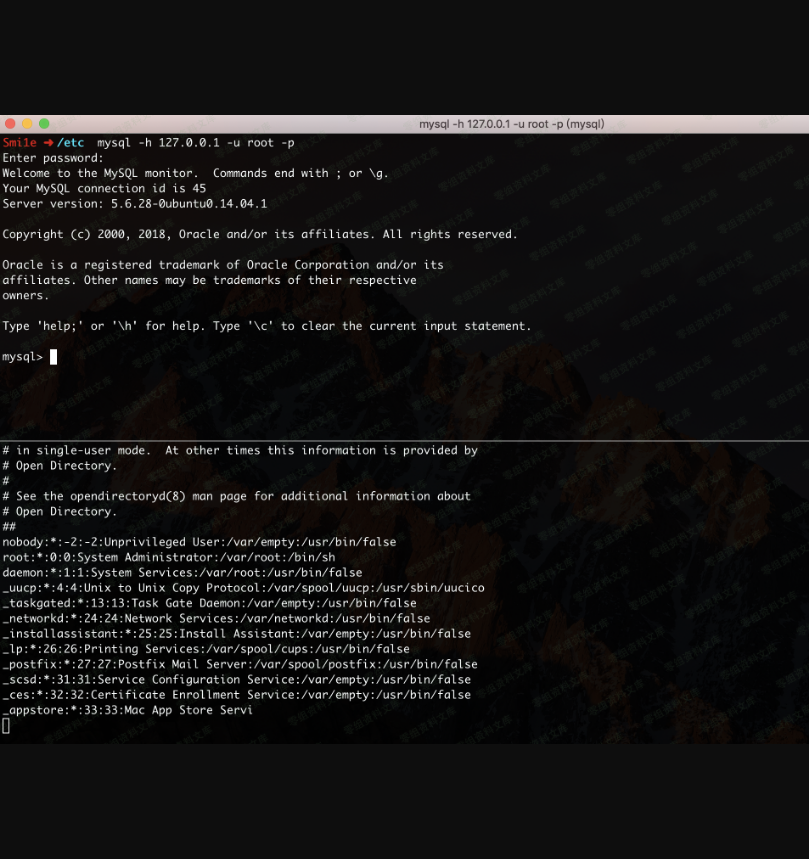 mysql -h 127.0.0.1 -u root -p (mysql)
Smi1e ➜ /etc  mysql -h 127.0.0.1 -u root -p
Enter password:
Welcome to the MySQL monitor.  Commands end with ; or \g.
Your MySQL connection id is 45
Server version: 5.6.28-0ubuntu0.14.04.1
Copyright (c) 2000, 2018, Oracle and/or its affiliates. All rights reserved.
Oracle is a registered trademark of Oracle Corporation and/or its
affiliates. Other names may be trademarks of their respective
owners.
Type 'help;' or '\h' for help. Type '\c' to clear the current input statement.
mysql>
# in single-user mode.  At other times this information is provided by
# Open Directory.
#
# See the opendirectoryd(8) man page for additional information about
# Open Directory.
##
nobody:*:-2:-2:Unprivileged User:/var/empty:/usr/bin/false
root:*:0:0:System Administrator:/var/root:/bin/sh
daemon:*:1:1:System Services:/var/root:/usr/bin/false
_uucp:*:4:4:Unix to Unix Copy Protocol:/var/spool/uucp:/usr/sbin/uucico
_taskgated:*:13:13:Task Gate Daemon:/var/empty:/usr/bin/false
_networkd:*:24:24:Network Services:/var/networkd:/usr/bin/false
_installassistant:*:25:25:Install Assistant:/var/empty:/usr/bin/false
_lp:*:26:26:Printing Services:/var/spool/cups:/usr/bin/false
_postfix:*:27:27:Postfix Mail Server:/var/spool/postfix:/usr/bin/false
_scsd:*:31:31:Service Configuration Service:/var/empty:/usr/bin/false
_ces:*:32:32:Certificate Enrollment Service:/var/empty:/usr/bin/false
_appstore:*:33:33:Mac App Store Servi
零组资料文库